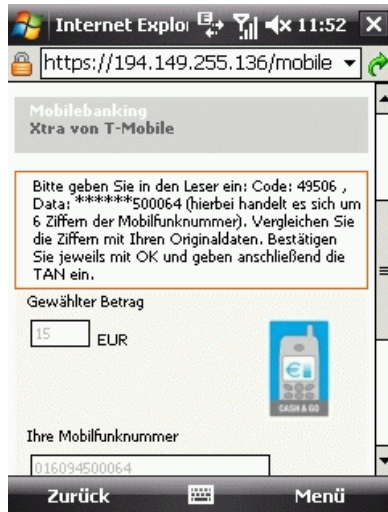 Internet Explo 11:52
https://194.149.255.136/mobile
Mobilebanking
Xtra von T-Mobile
Bitte geben Sie in den Leser ein: Code: 49506 ,
Data: ******500064 (hierbei handelt es sich um
6 Ziffern der Mobilfunknummer). Vergleichen Sie
die Ziffern mit Ihren Originaldaten. Bestätigen
Sie jeweils mit OK und geben anschließend die
TAN ein.
Gewählter Betrag
15 EUR
CASH & GO
Ihre Mobilfunknummer
016094500064
Zurück Menü